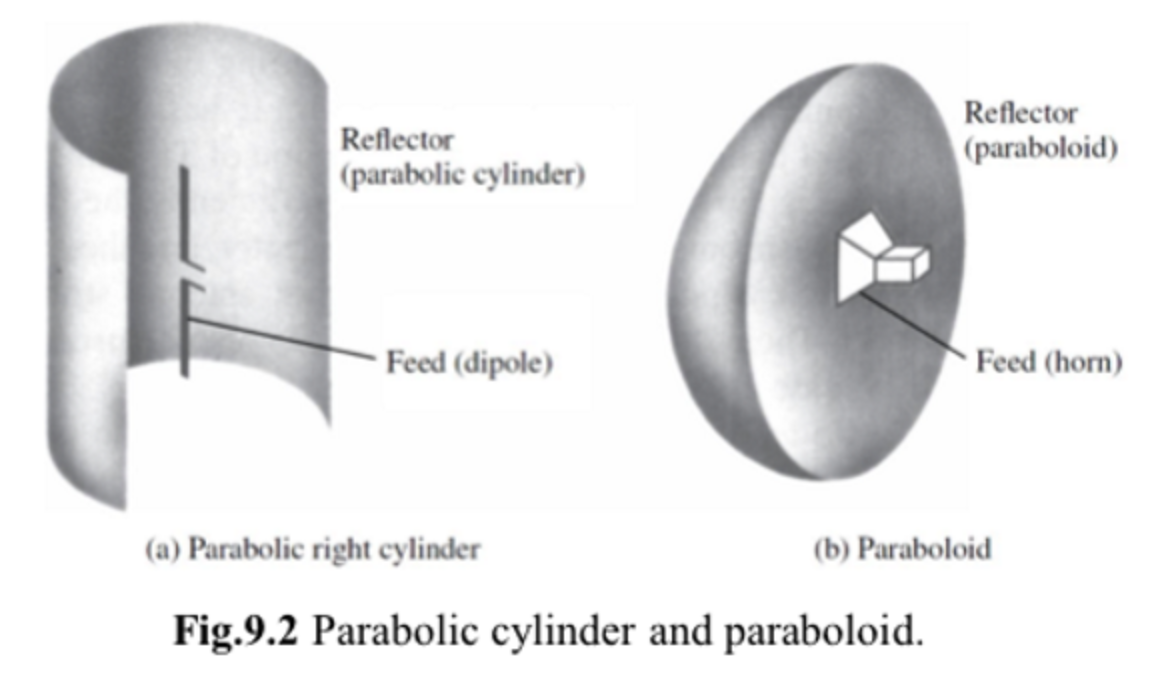 Reflector
(parabolic cylinder)
Feed (dipole)
(a) Parabolic right cylinder
Reflector
(paraboloid)
Feed (horn)
(b) Paraboloid
Fig.9.2 Parabolic cylinder and paraboloid.